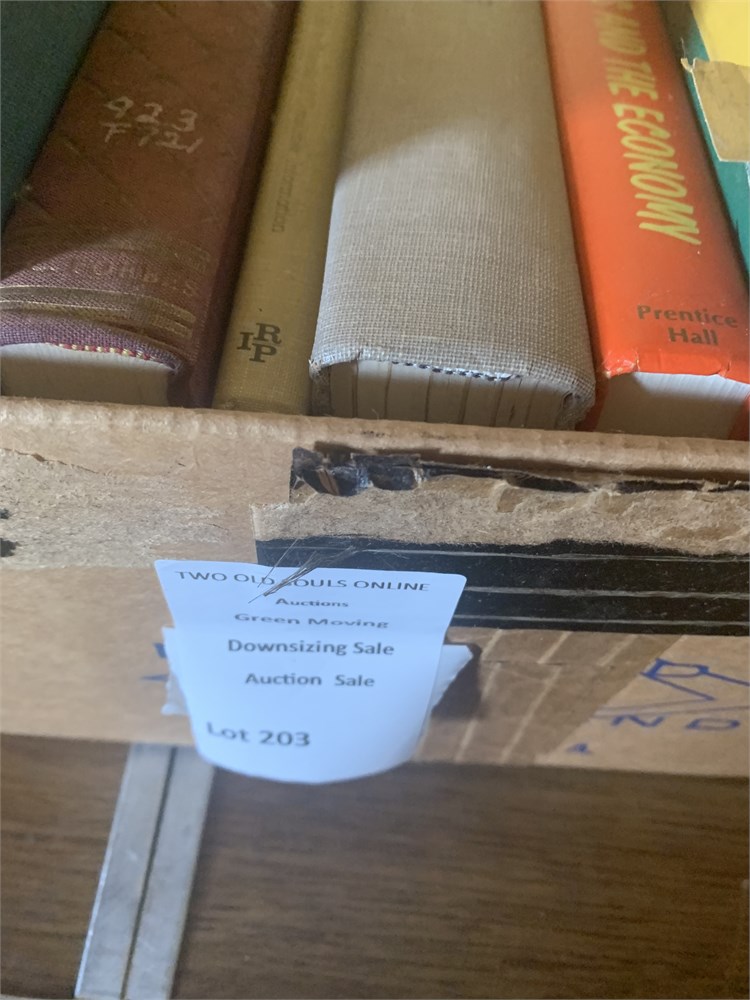 923
F721
FORBES
IRP
AND THE ECONOMY
Prentice
Hall
TWO OLD SOULS ONLINE
Auctions
Green Moving
Downsizing Sale
Auction Sale
Lot 203